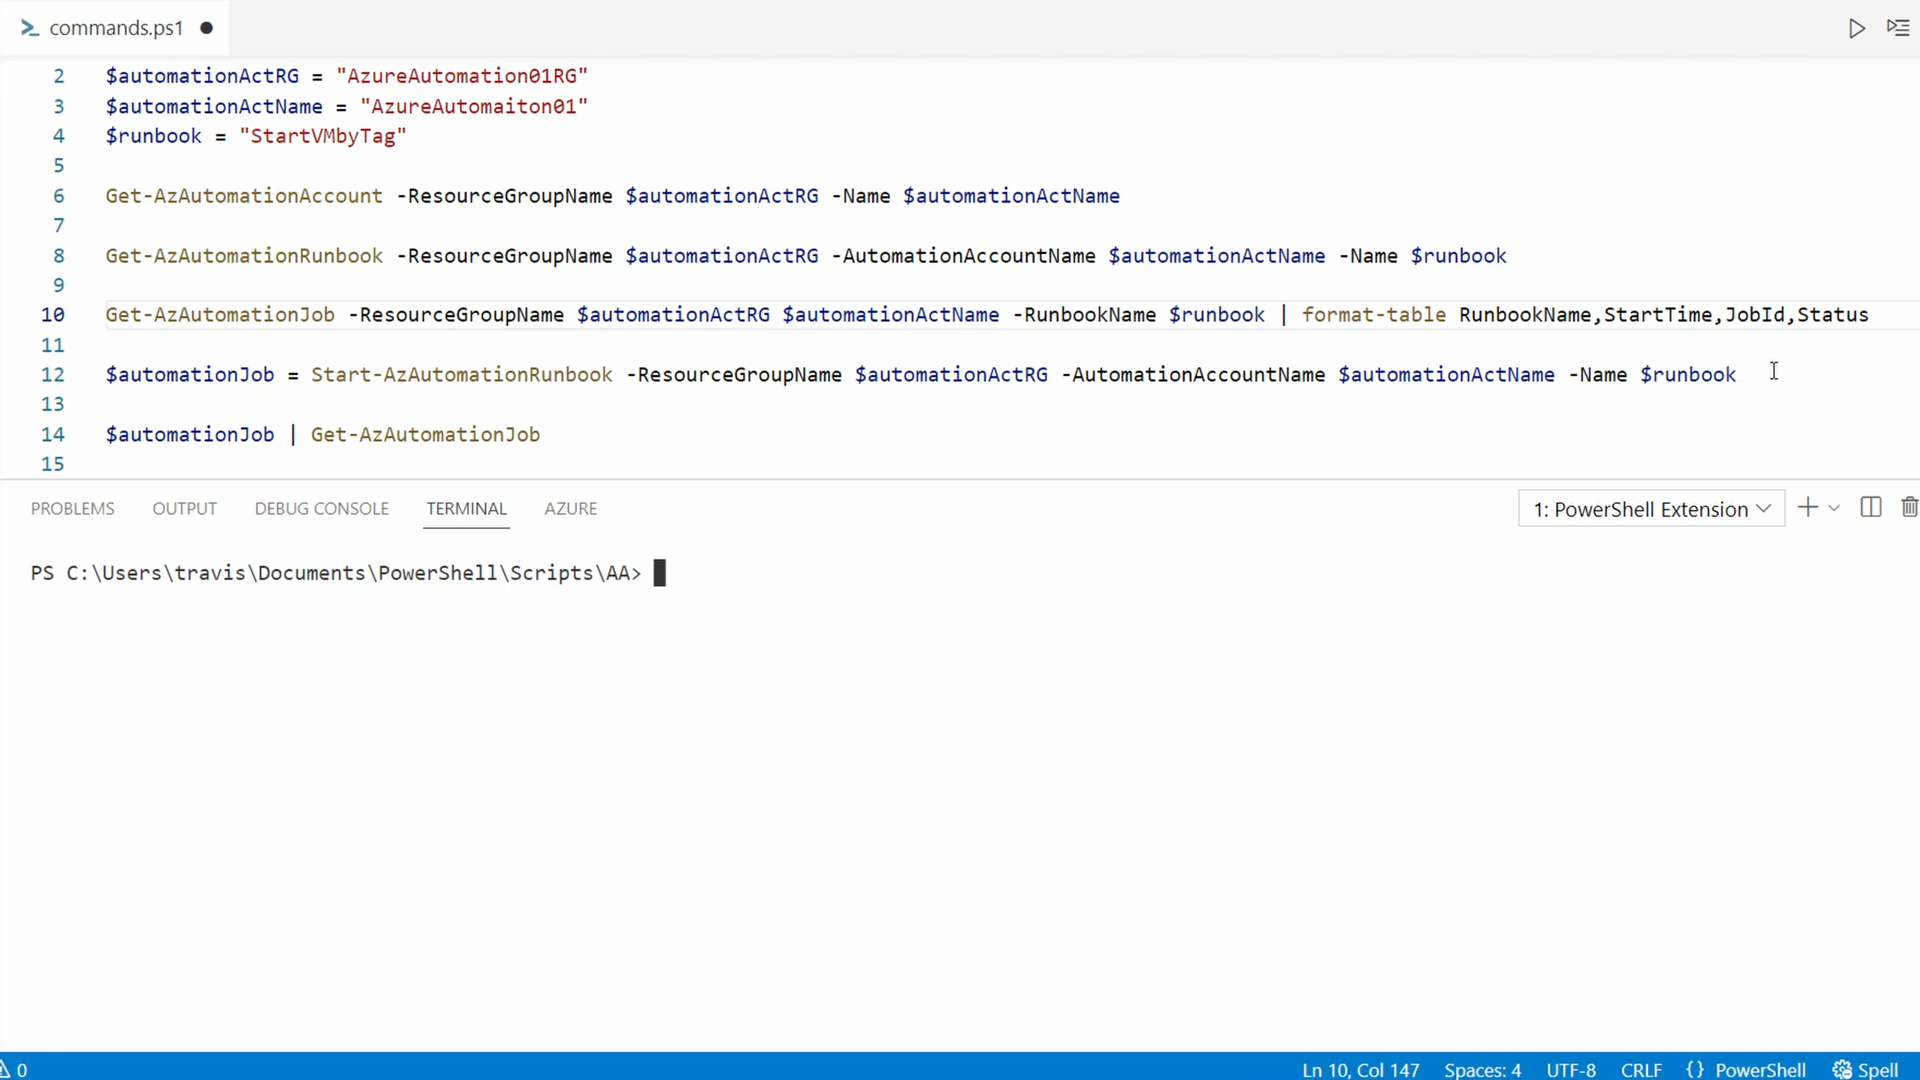 commands.ps1
2 $automationActRG = "AzureAutomation01RG"
3 $automationActName = "AzureAutomaiton01"
4 $runbook = "StartVMbyTag"
5
6 Get-AzAutomationAccount -ResourceGroupName $automationActRG -Name $automationActName
7
8 Get-AzAutomationRunbook -ResourceGroupName $automationActRG -AutomationAccountName $automationActName -Name $runbook
9
10 Get-AzAutomationJob -ResourceGroupName $automationActRG $automationActName -RunbookName $runbook | format-table RunbookName,StartTime,JobId,Status
11
12 $automationJob = Start-AzAutomationRunbook -ResourceGroupName $automationActRG -AutomationAccountName $automationActName -Name $runbook
13
14 $automationJob | Get-AzAutomationJob
15
PROBLEMS OUTPUT DEBUG CONSOLE TERMINAL AZURE 1: PowerShell Extension
PS C:\Users\travis\Documents\PowerShell\Scripts\AA>
0 Ln 10, Col 147 Spaces: 4 UTF-8 CRLF {} PowerShell Spell